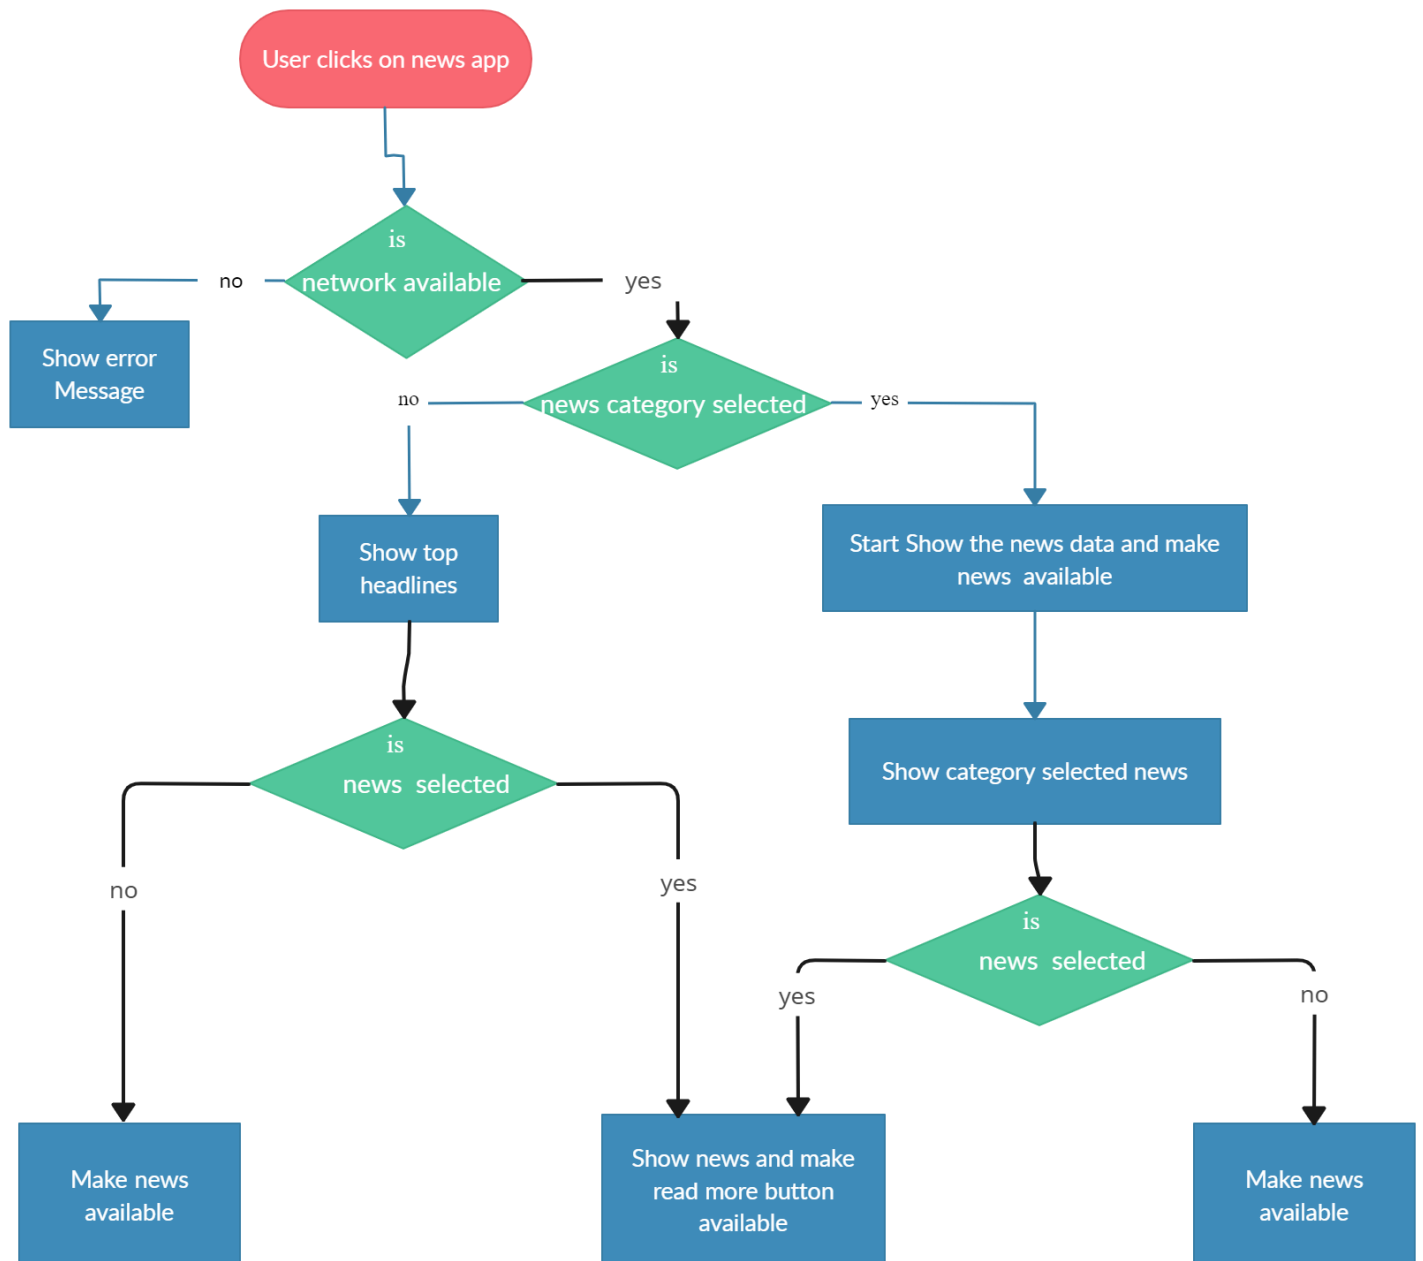 User clicks on news app
is
network available
no
yes
Show error
Message
is
news category selected
no
yes
Show top
headlines
Start Show the news data and make
news  available
is
news  selected
Show category selected news
no
yes
is
news  selected
yes
no
Make news
available
Show news and make
read more button
available
Make news
available